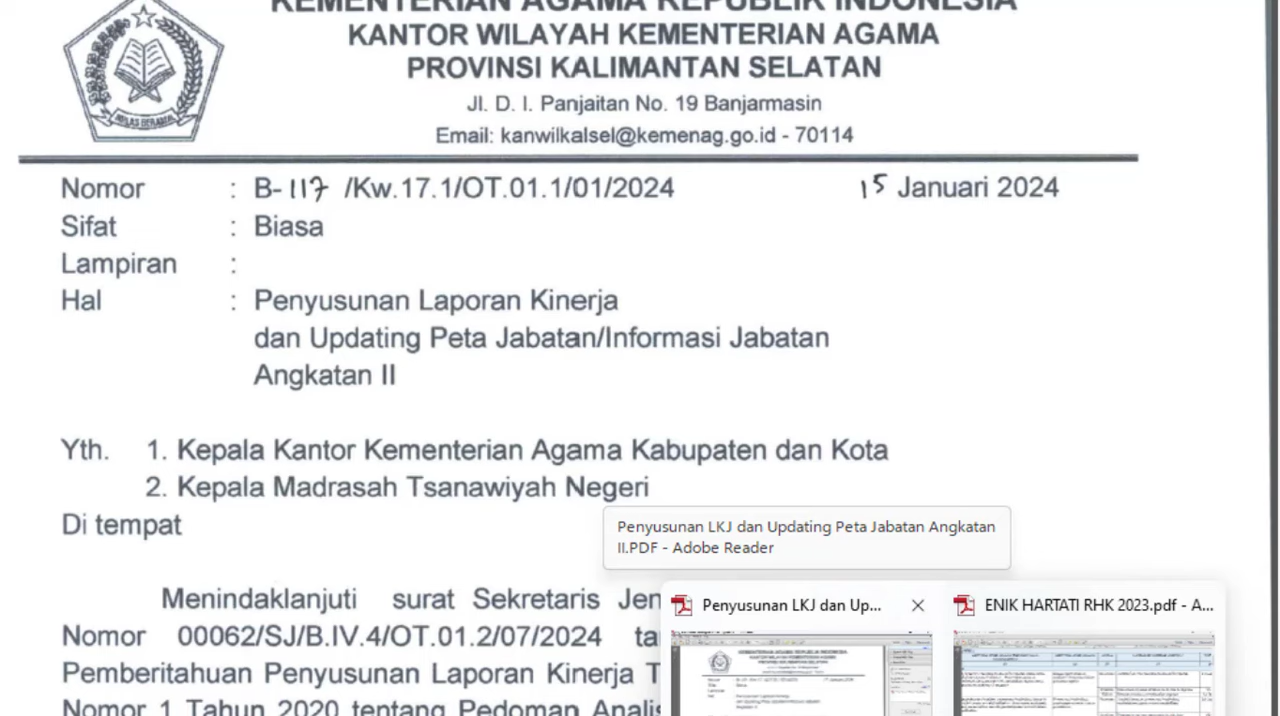 KEMENTERIAN AGAMA REPUBLIK INDONESIA
KANTOR WILAYAH KEMENTERIAN AGAMA
PROVINSI KALIMANTAN SELATAN
Jl. D. I. Panjaitan No. 19 Banjarmasin
Email: kanwilkalsel@kemenag.go.id - 70114
Nomor : B-117 /Kw.17.1/OT.01.1/01/2024 15 Januari 2024
Sifat : Biasa
Lampiran :
Hal : Penyusunan Laporan Kinerja
dan Updating Peta Jabatan/Informasi Jabatan
Angkatan II
Yth. 1. Kepala Kantor Kementerian Agama Kabupaten dan Kota
2. Kepala Madrasah Tsanawiyah Negeri
Di tempat
Penyusunan LKJ dan Updating Peta Jabatan Angkatan
II.PDF - Adobe Reader
Menindaklanjuti surat Sekretaris Jen
Nomor 00062/SJ/B.IV.4/OT.01.2/07/2024 ta
Pemberitahan Penyusunan Laporan Kinerja T
Nomor 1 Tahun 2020 Pedoman Analis
Penyusunan LKJ dan Up...
ENIK HARTATI RHK 2023.pdf - A...